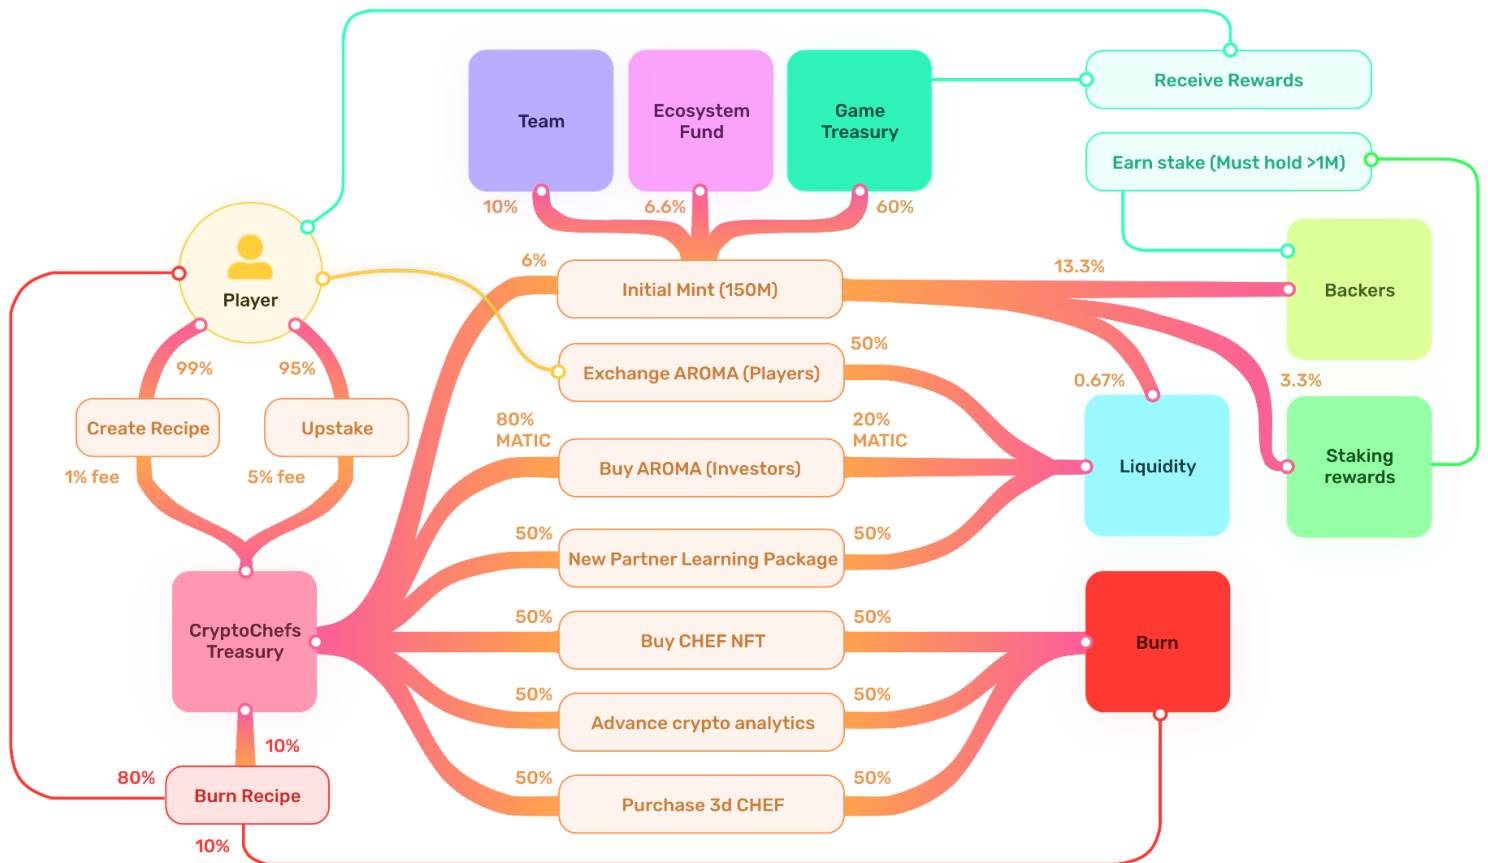 Receive Rewards
Team
Ecosystem
Fund
Game
Treasury
Earn stake (Must hold >1M)
10%
6.6%
60%
Player
6%
Initial Mint (150M)
13.3%
Backers
99%
95%
Exchange AROMA (Players)
50%
0.67%
3.3%
Create Recipe
Upstake
80%
MATIC
Buy AROMA (Investors)
20%
MATIC
Liquidity
Staking
rewards
1% fee
5% fee
50%
New Partner Learning Package
50%
CryptoChefs
Treasury
50%
Buy CHEF NFT
50%
Burn
50%
Advance crypto analytics
50%
10%
80%
Burn Recipe
50%
Purchase 3d CHEF
50%
10%